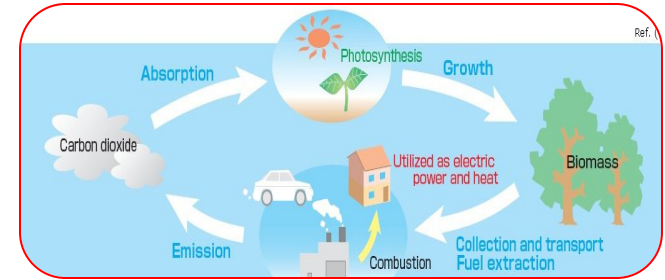 Ref. (
Photosynthesis
Absorption
Growth
Carbon dioxide
Utilized as electric
power and heat
Biomass
Emission
Combustion
Collection and transport
Fuel extraction